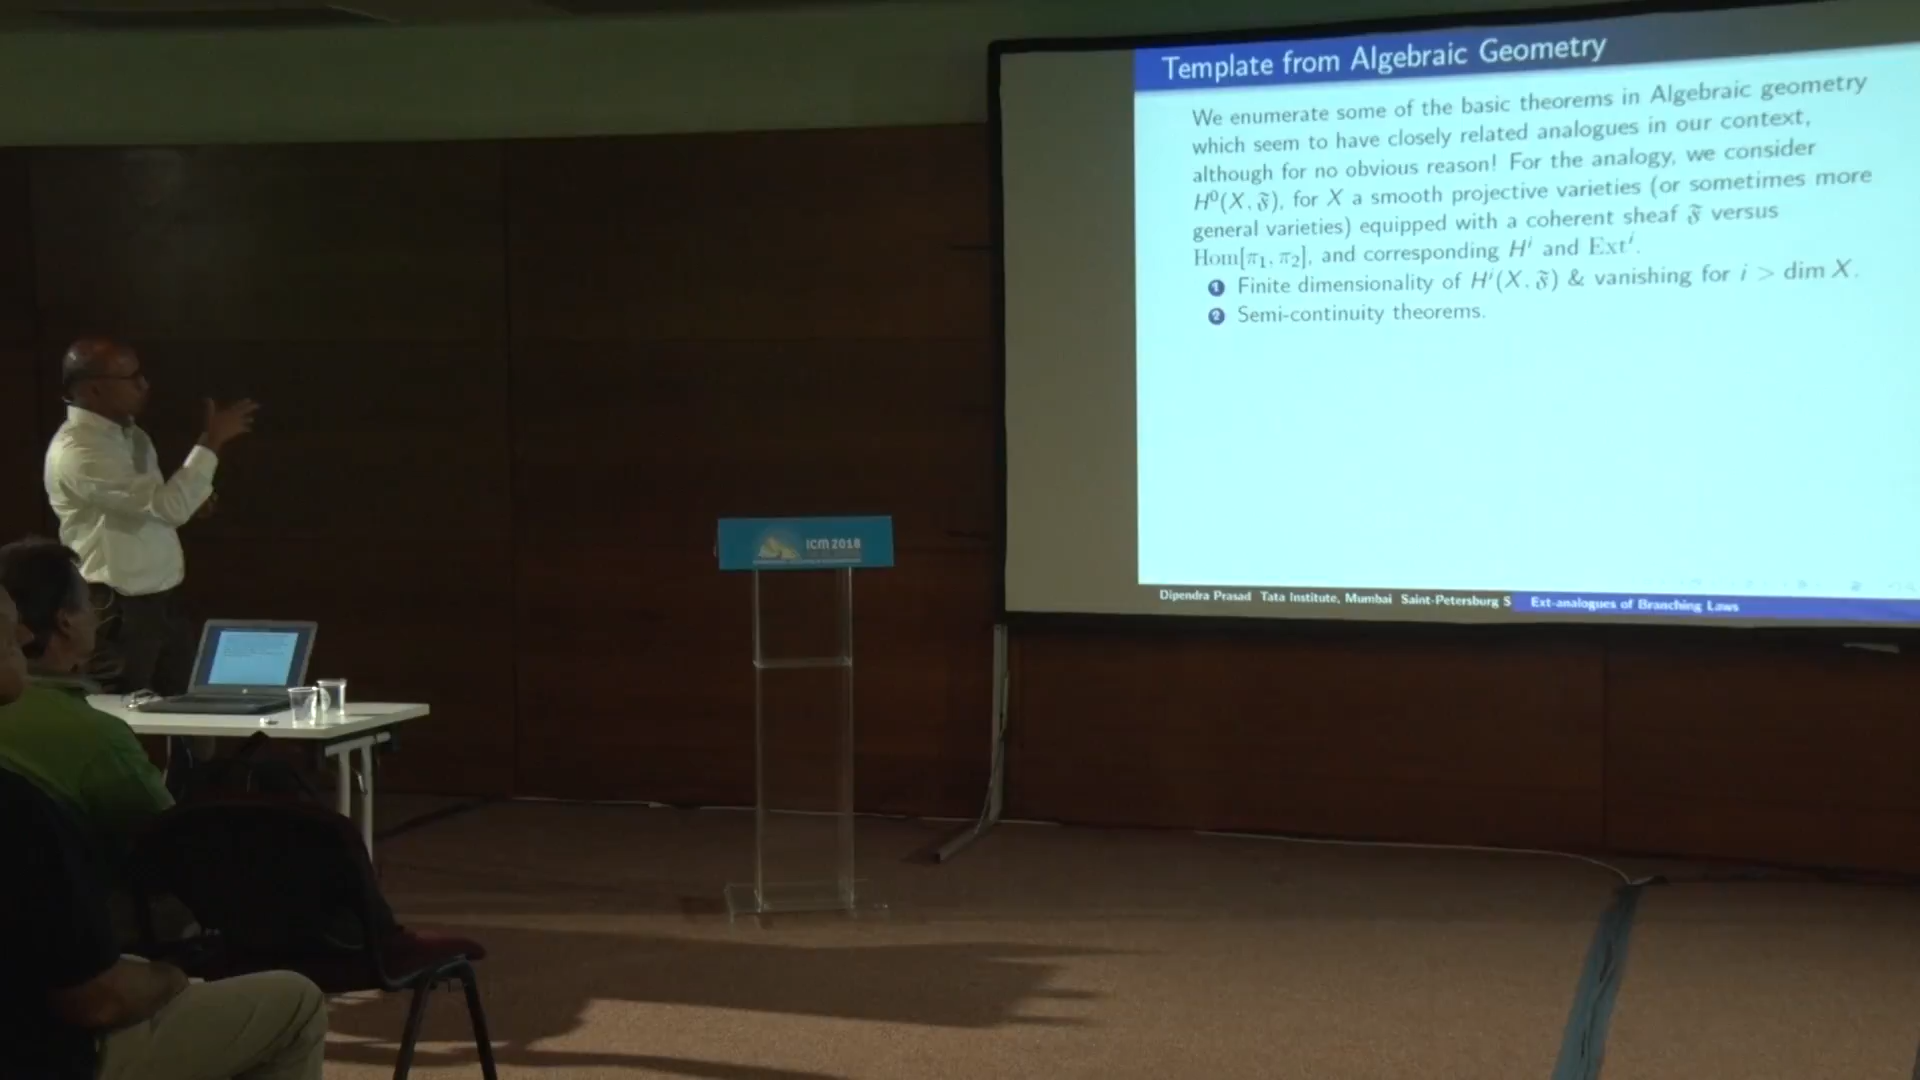 Template from Algebraic Geometry
We enumerate some of the basic theorems in Algebraic geometry
which seem to have closely related analogues in our context,
although for no obvious reason! For the analogy, we consider
H⁰(X, 𝔉̃), for X a smooth projective varieties (or sometimes more
general varieties) equipped with a coherent sheaf 𝔉̃ versus
Hom[π₁, π₂], and corresponding Hⁱ and Extⁱ.
1 Finite dimensionality of Hⁱ(X, 𝔉̃) & vanishing for i > dim X.
2 Semi-continuity theorems.
Dipendra Prasad Tata Institute, Mumbai Saint-Petersburg S Ext-analogues of Branching Laws
ICM 2018